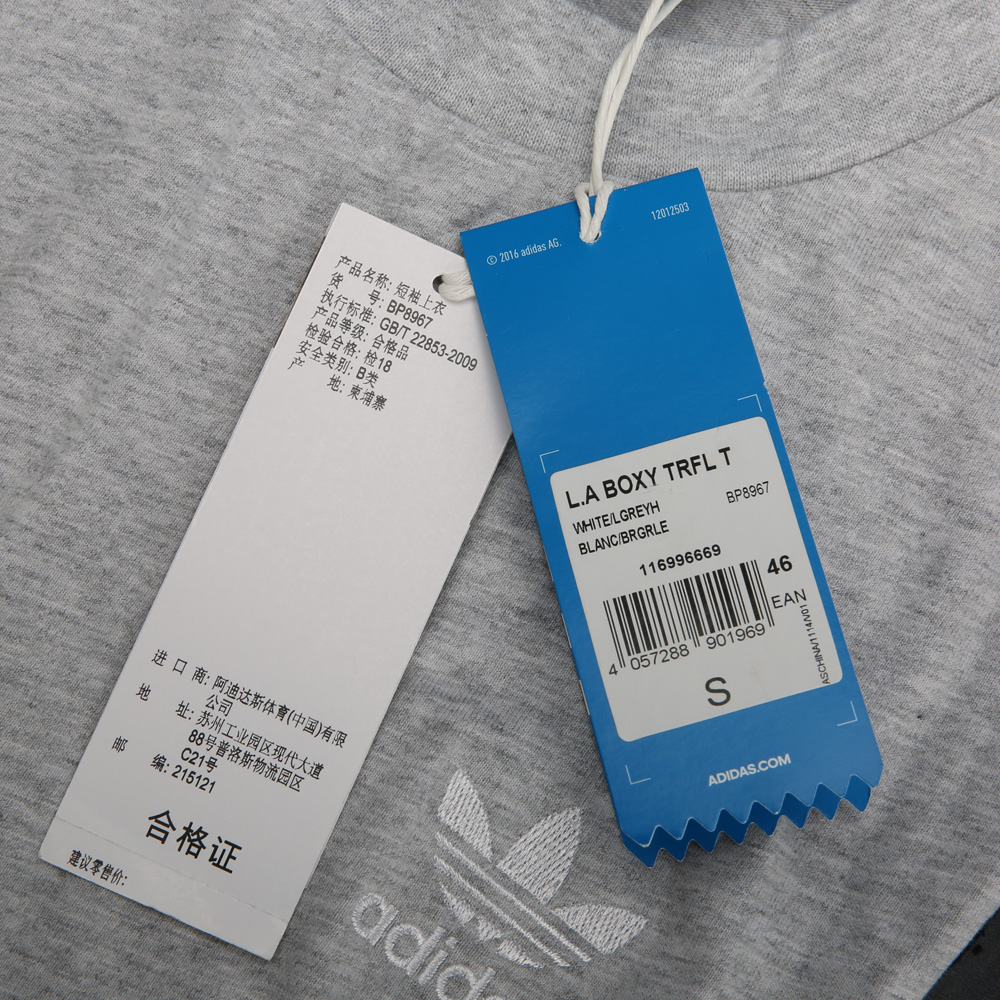 产品名称: 短袖上衣
货 号: BP8967
执行标准: GB/T 22853-2009
产品等级: 合格品
检验合格: 检18
安全类别: B类
产 地: 柬埔寨
进 口 商: 阿迪达斯体育(中国)有限
公司
地 址: 苏州工业园区现代大道
88号普洛斯物流园区
C21号
邮 编: 215121
合格证
建议零售价:
© 2016 adidas AG.
12012503
L.A BOXY TRFL T
WHITE/LGREYH
BP8967
BLANC/BRGRLE
116996669
46
EAN
4 057288 901969
ASCHINA/1114/V01
S
ADIDAS.COM
adidas